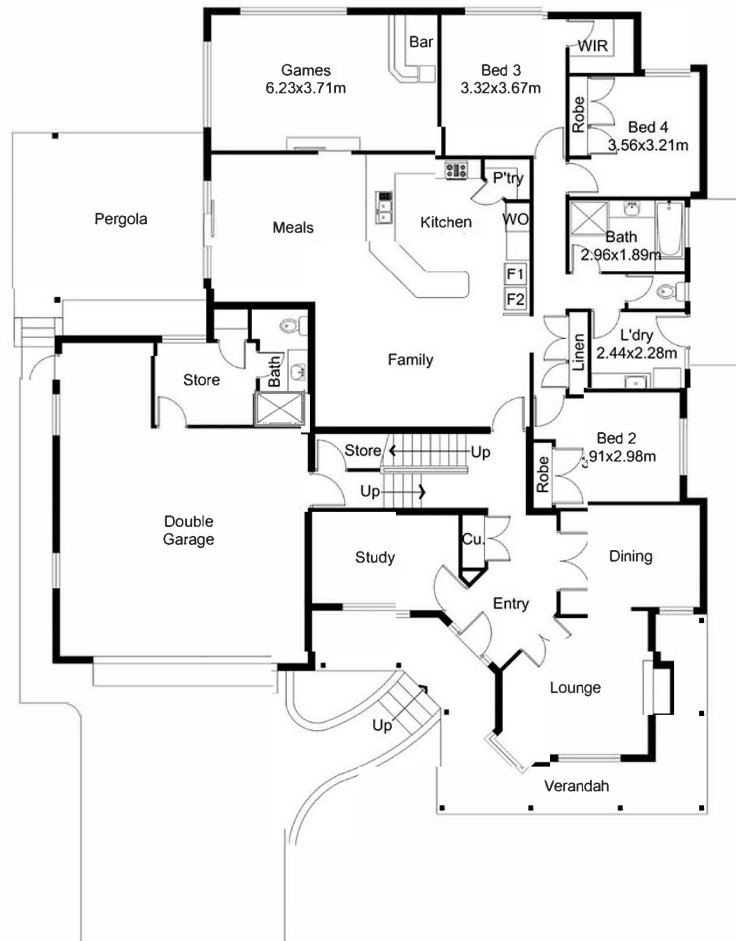 Bar
WIR
Games
6.23x3.71m
Bed 3
3.32x3.67m
Robe
Bed 4
3.56x3.21m
P'try
Pergola
Meals
Kitchen
WO
Bath
2.96x1.89m
F1
F2
Store
Bath
Family
Linen
L'dry
2.44x2.28m
Store
Up
Up
Robe
Bed 2
.91x2.98m
Double
Garage
Study
Cu.
Entry
Dining
Lounge
Up
Verandah